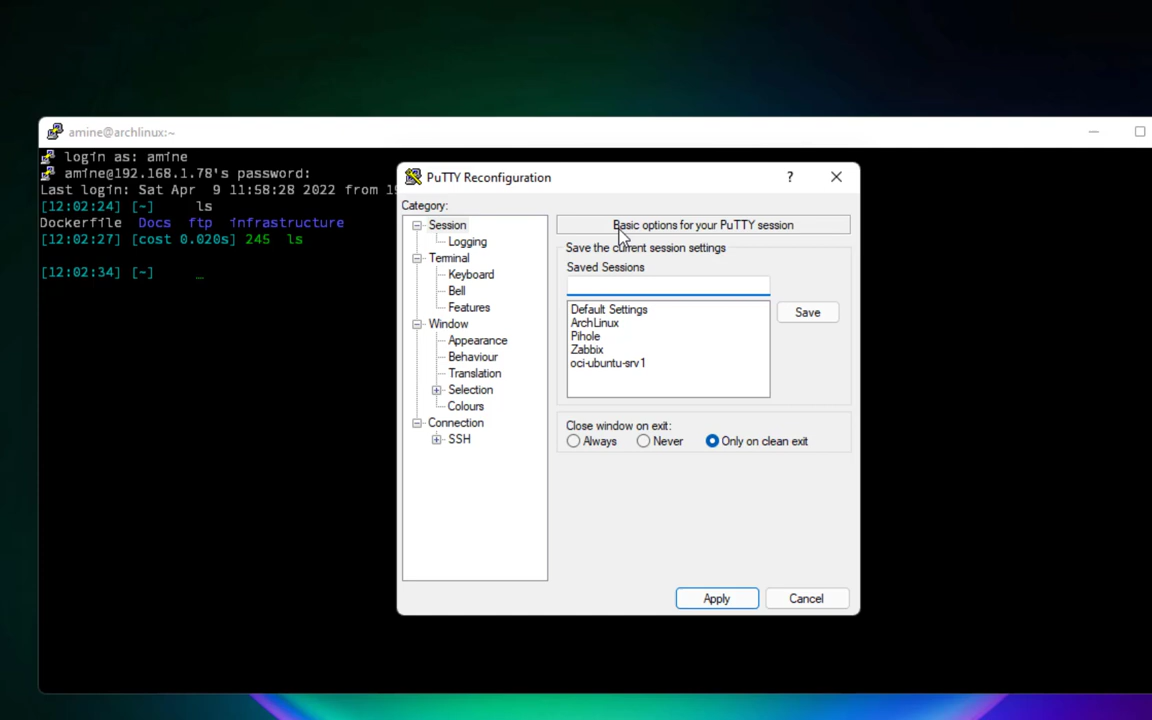 amine@archlinux:~
login as: amine
amine@192.168.1.78's password:
Last login: Sat Apr  9 11:58:28 2022 from
[12:02:24] [~] ls
Dockerfile Docs ftp infrastructure
[12:02:27] [cost 0.020s] 245 ls
[12:02:34] [~] _
PuTTY Reconfiguration
?
Category:
Session
Logging
Terminal
Keyboard
Bell
Features
Window
Appearance
Behaviour
Translation
Selection
Colours
Connection
SSH
Basic options for your PuTTY session
Save the current session settings
Saved Sessions
Default Settings
ArchLinux
Pihole
Zabbix
oci-ubuntu-srv1
Save
Close window on exit:
Always Never Only on clean exit
Apply Cancel